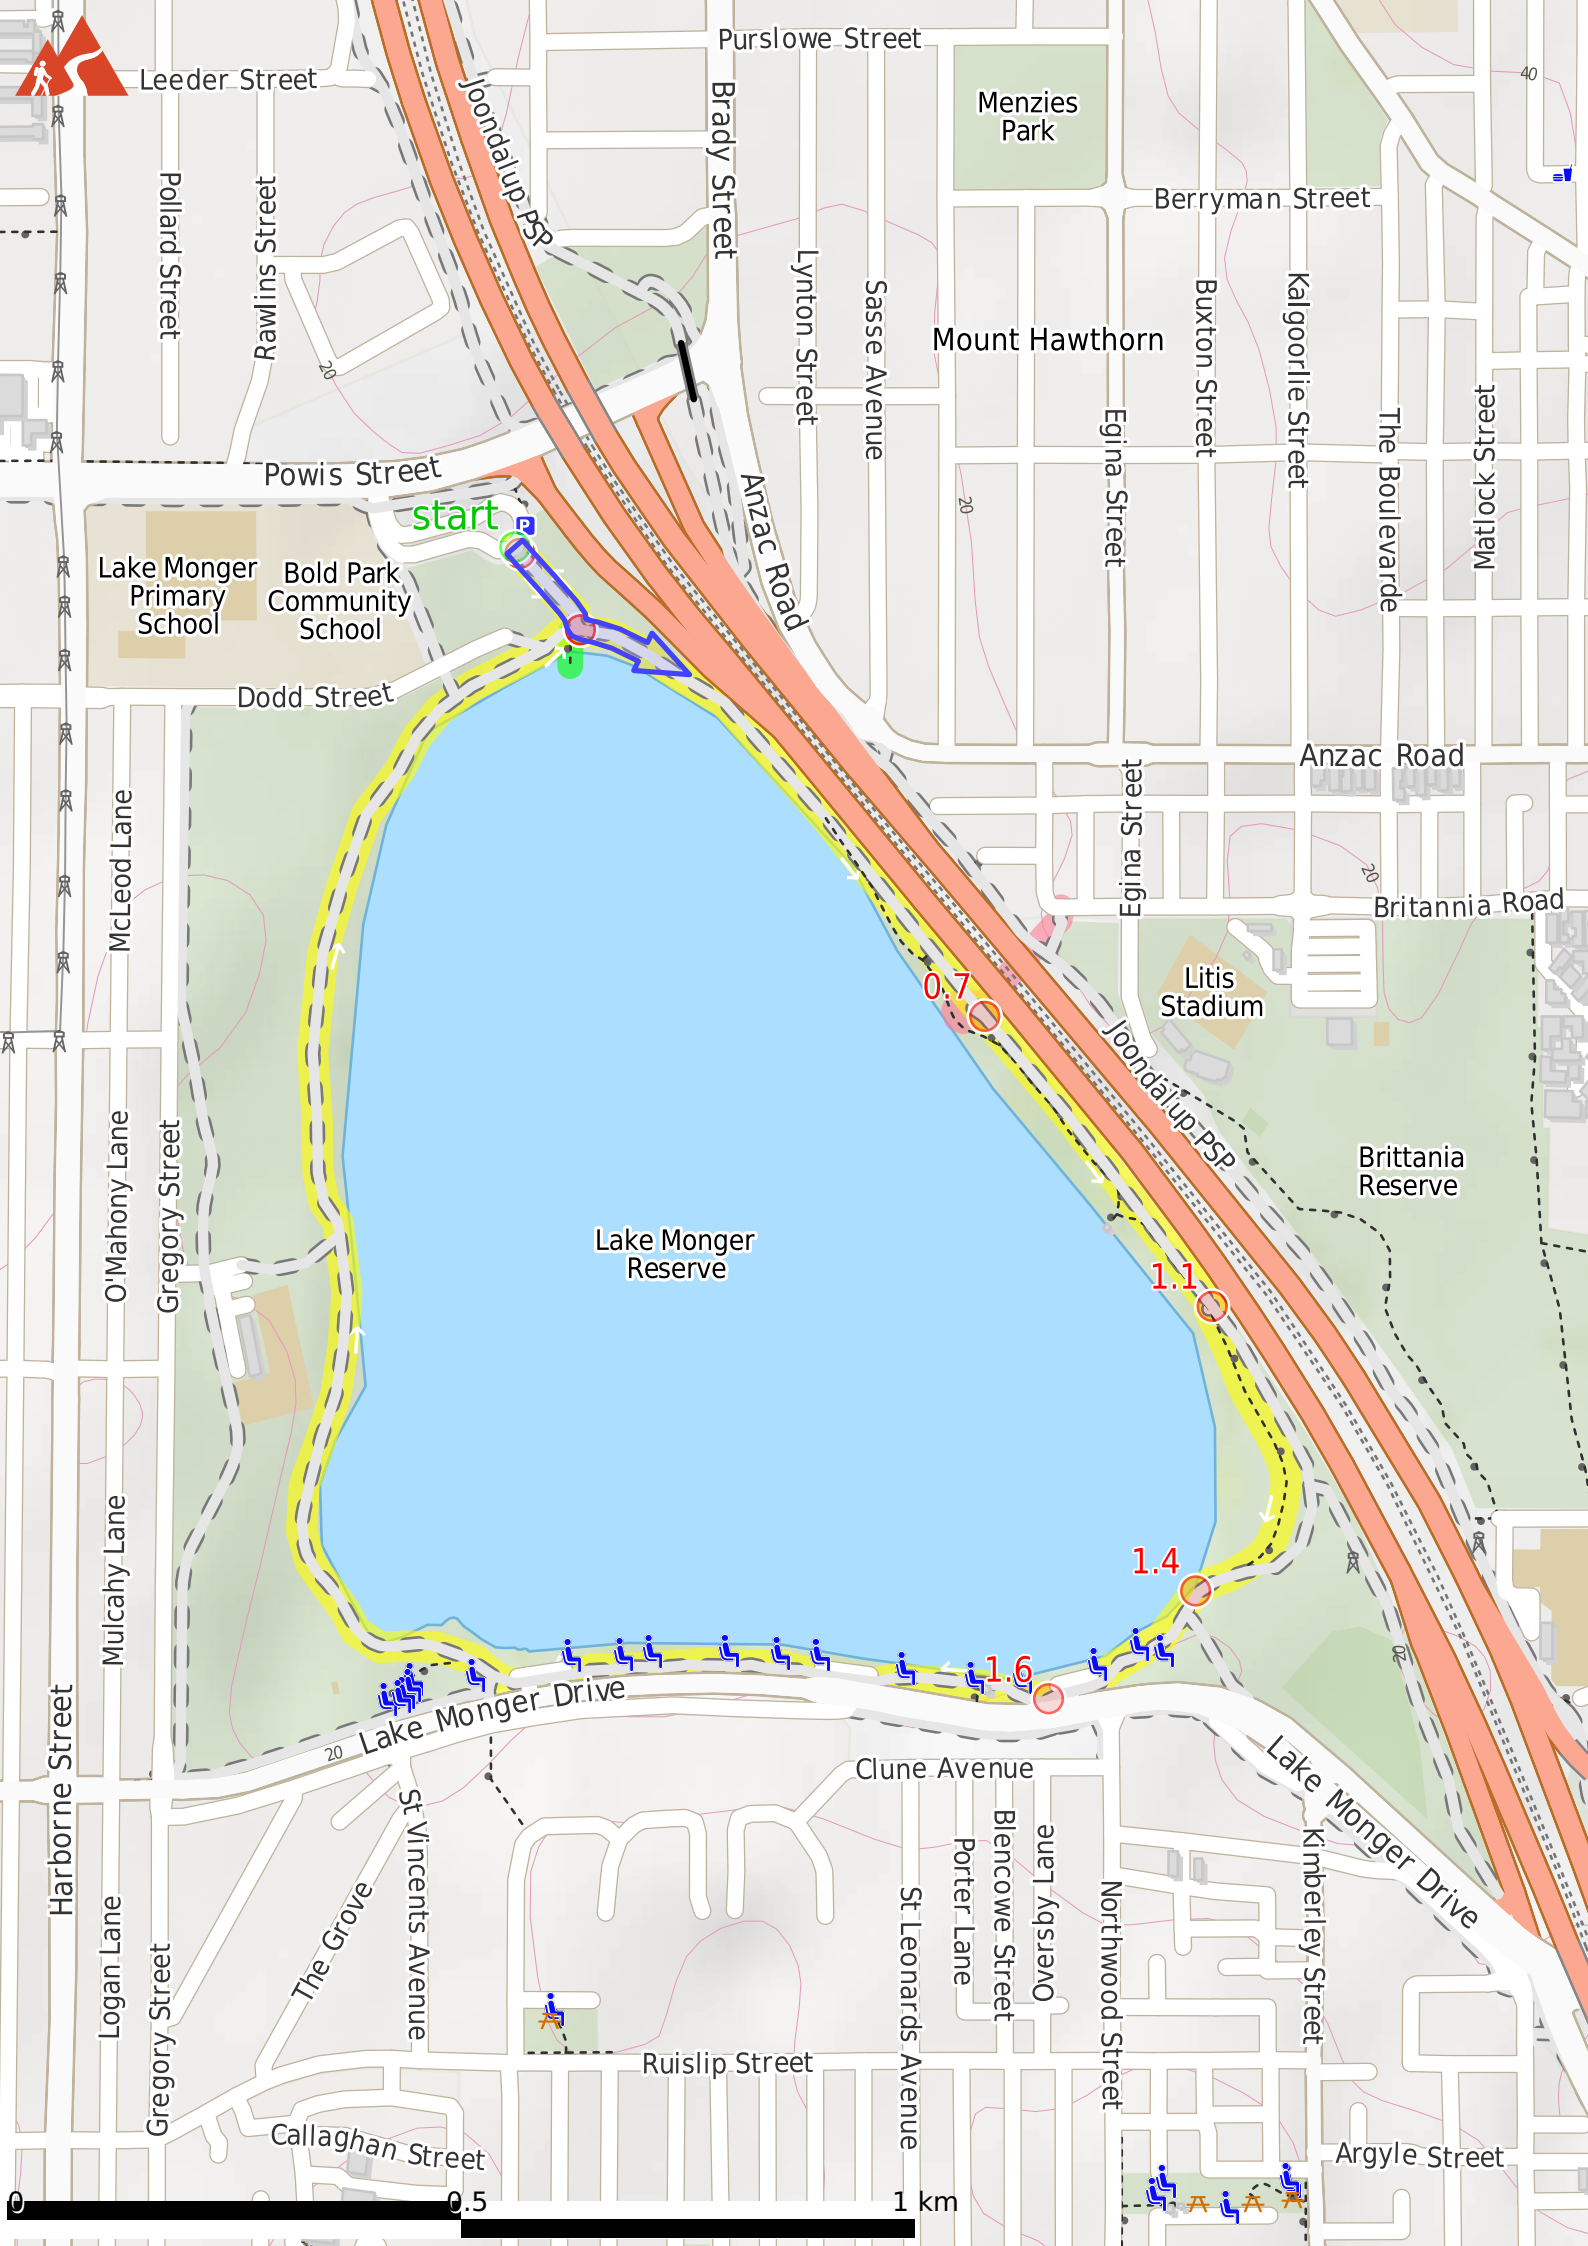 Purslowe Street
Leeder Street
Joondalup PSP
Brady Street
Menzies
Park
40
Pollard Street
Rawlins Street
Berryman Street
Lynton Street
Sasse Avenue
Buxton Street
Kalgoorlie Street
Mount Hawthorn
20
Egina Street
The Boulevarde
Matlock Street
Powis Street
Anzac Road
20
start
P
Lake Monger
Primary
School
Bold Park
Community
School
Dodd Street
Anzac Road
Egina Street
McLeod Lane
20
Britannia Road
0.7
Litis
Stadium
Joondalup PSP
O'Mahony Lane
Gregory Street
Brittania
Reserve
Lake Monger
Reserve
1.1
Mulcahy Lane
1.4
1.6
20
Harborne Street
Lake Monger Drive
20
Clune Avenue
Lake Monger Drive
St Vincents Avenue
The Grove
Logan Lane
Gregory Street
St Leonards Avenue
Porter Lane
Blencowe Street
Oversby Lane
Northwood Street
Kimberley Street
Ruislip Street
Callaghan Street
Argyle Street
0
0.5
1 km